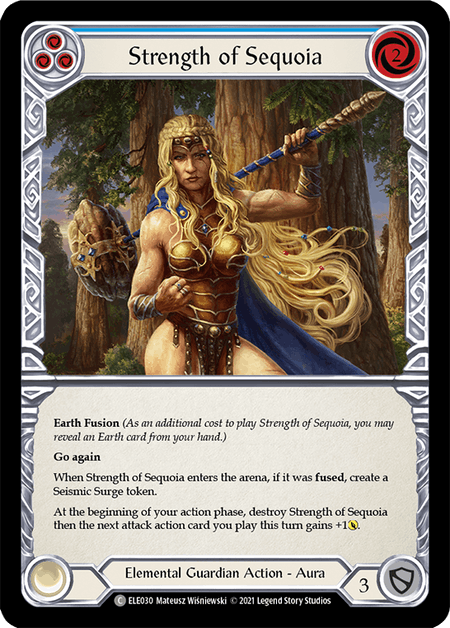 Strength of Sequoia
2
Earth Fusion (As an additional cost to play Strength of Sequoia, you may
reveal an Earth card from your hand.)
Go again
When Strength of Sequoia enters the arena, if it was fused, create a
Seismic Surge token.
At the beginning of your action phase, destroy Strength of Sequoia
then the next attack action card you play this turn gains +1.
Elemental Guardian Action - Aura
3
C ELE030 Mateusz Wiśniewski © 2021 Legend Story Studios